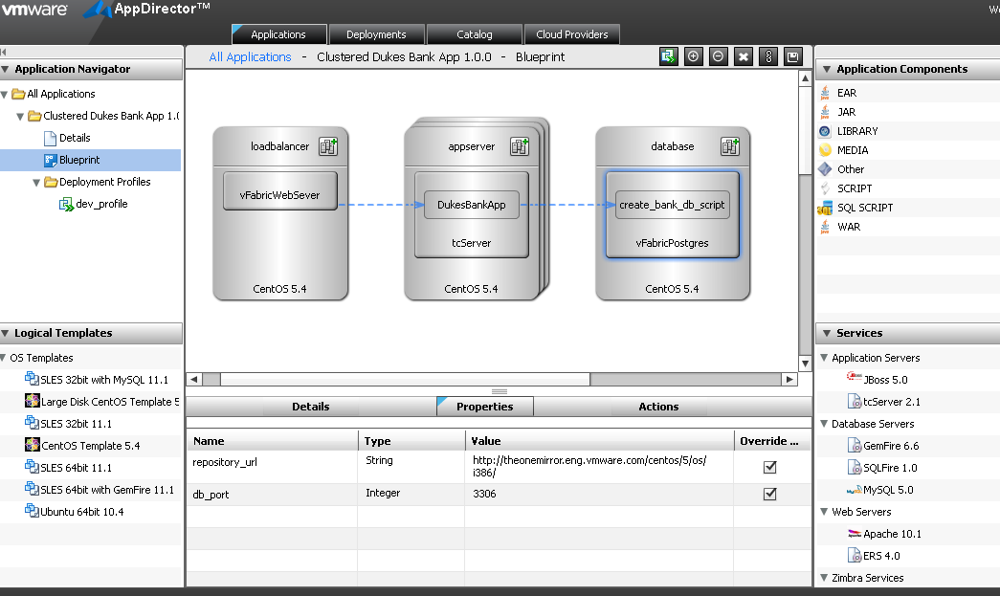 vmware AppDirector™
Applications Deployments Catalog Cloud Providers
Application Navigator
All Applications
Clustered Dukes Bank App 1.0
Details
Blueprint
Deployment Profiles
dev_profile
Logical Templates
OS Templates
SLES 32bit with MySQL 11.1
Large Disk CentOS Template 5
SLES 32bit 11.1
CentOS Template 5.4
SLES 64bit 11.1
SLES 64bit with GemFire 11.1
Ubuntu 64bit 10.4
All Applications - Clustered Dukes Bank App 1.0.0 - Blueprint
loadbalancer
vFabricWebSever
CentOS 5.4
appserver
DukesBankApp
tcServer
CentOS 5.4
database
create_bank_db_script
vFabricPostgres
CentOS 5.4
Details Properties Actions
Name Type Value Override ...
repository_url String http://theonemirror.eng.vmware.com/centos/5/os/
i386/
db_port Integer 3306
Application Components
EAR
JAR
LIBRARY
MEDIA
Other
SCRIPT
SQL SCRIPT
WAR
Services
Application Servers
JBoss 5.0
tcServer 2.1
Database Servers
GemFire 6.6
SQLFire 1.0
MySQL 5.0
Web Servers
Apache 10.1
ERS 4.0
Zimbra Services